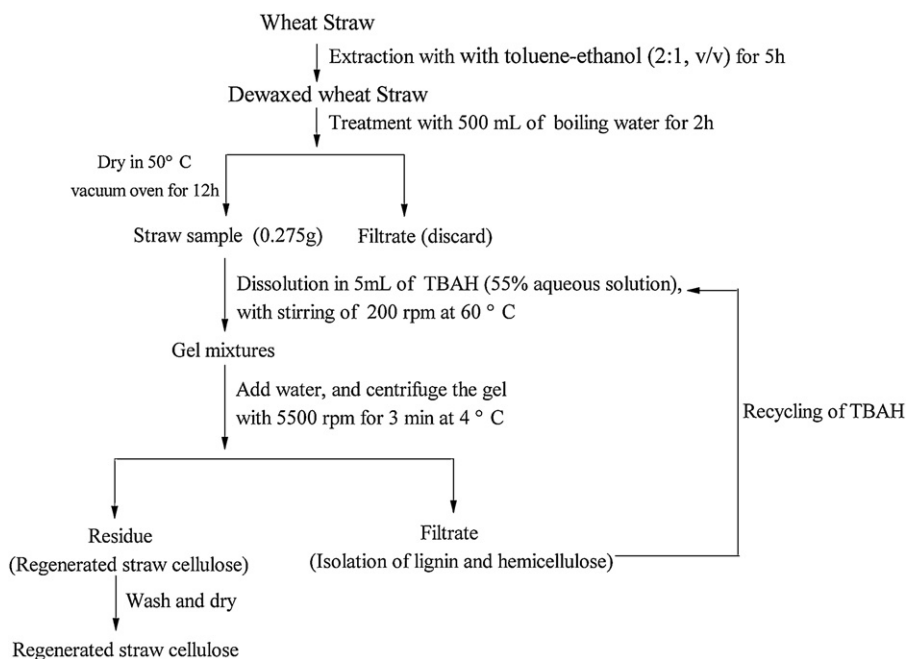 Wheat Straw
Extraction with with toluene-ethanol (2:1, v/v) for 5h
Dewaxed wheat Straw
Treatment with 500 mL of boiling water for 2h
Dry in 50° C
vacuum oven for 12h
Straw sample (0.275g)
Filtrate (discard)
Dissolution in 5mL of TBAH (55% aqueous solution),
with stirring of 200 rpm at 60 ° C
Gel mixtures
Add water, and centrifuge the gel
with 5500 rpm for 3 min at 4 ° C
Recycling of TBAH
Residue
(Regenerated straw cellulose)
Filtrate
(Isolation of lignin and hemicellulose)
Wash and dry
Regenerated straw cellulose